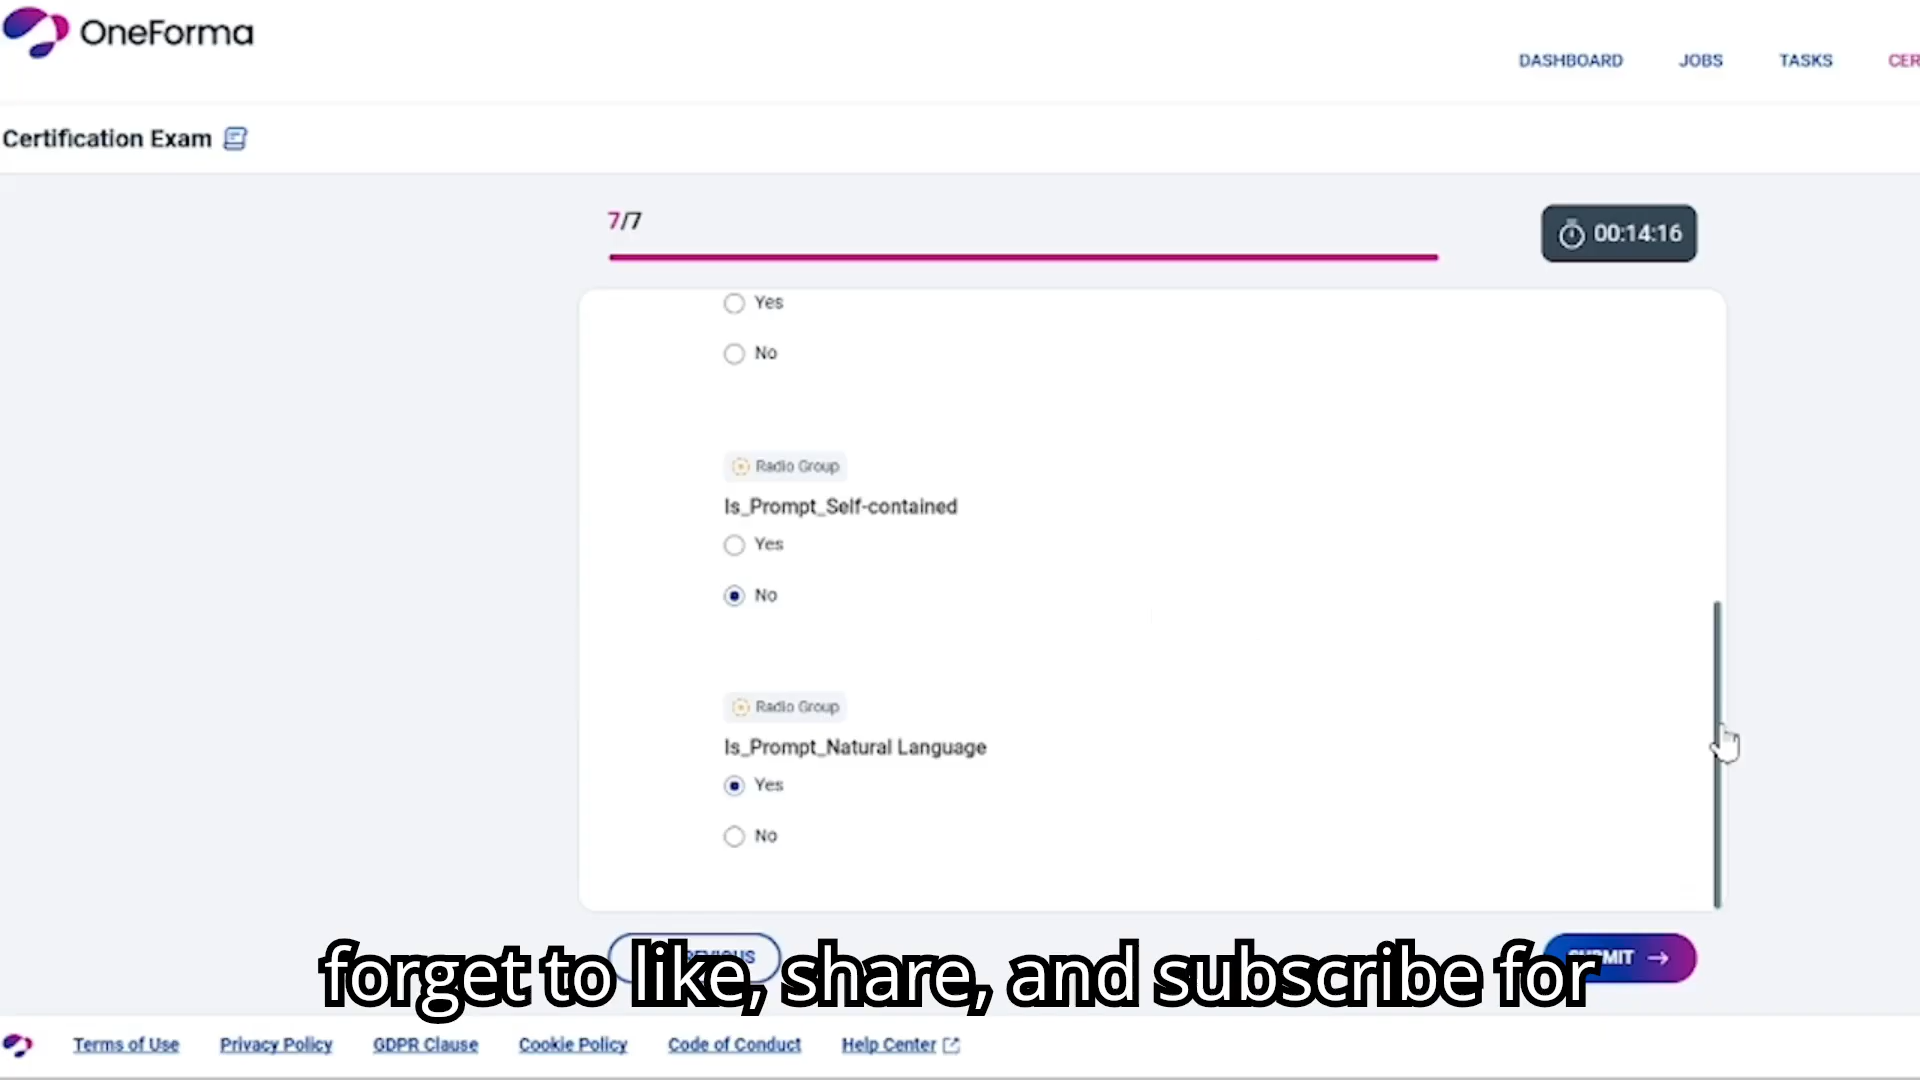 OneForma
DASHBOARD JOBS TASKS CER
Certification Exam
7/7
00:14:16
Yes
No
Radio Group
Is_Prompt_Self-contained
Yes
No
Radio Group
Is_Prompt_Natural Language
Yes
No
forget to like, share, and subscribe for
Terms of Use Privacy Policy GDPR Clause Cookie Policy Code of Conduct Help Center